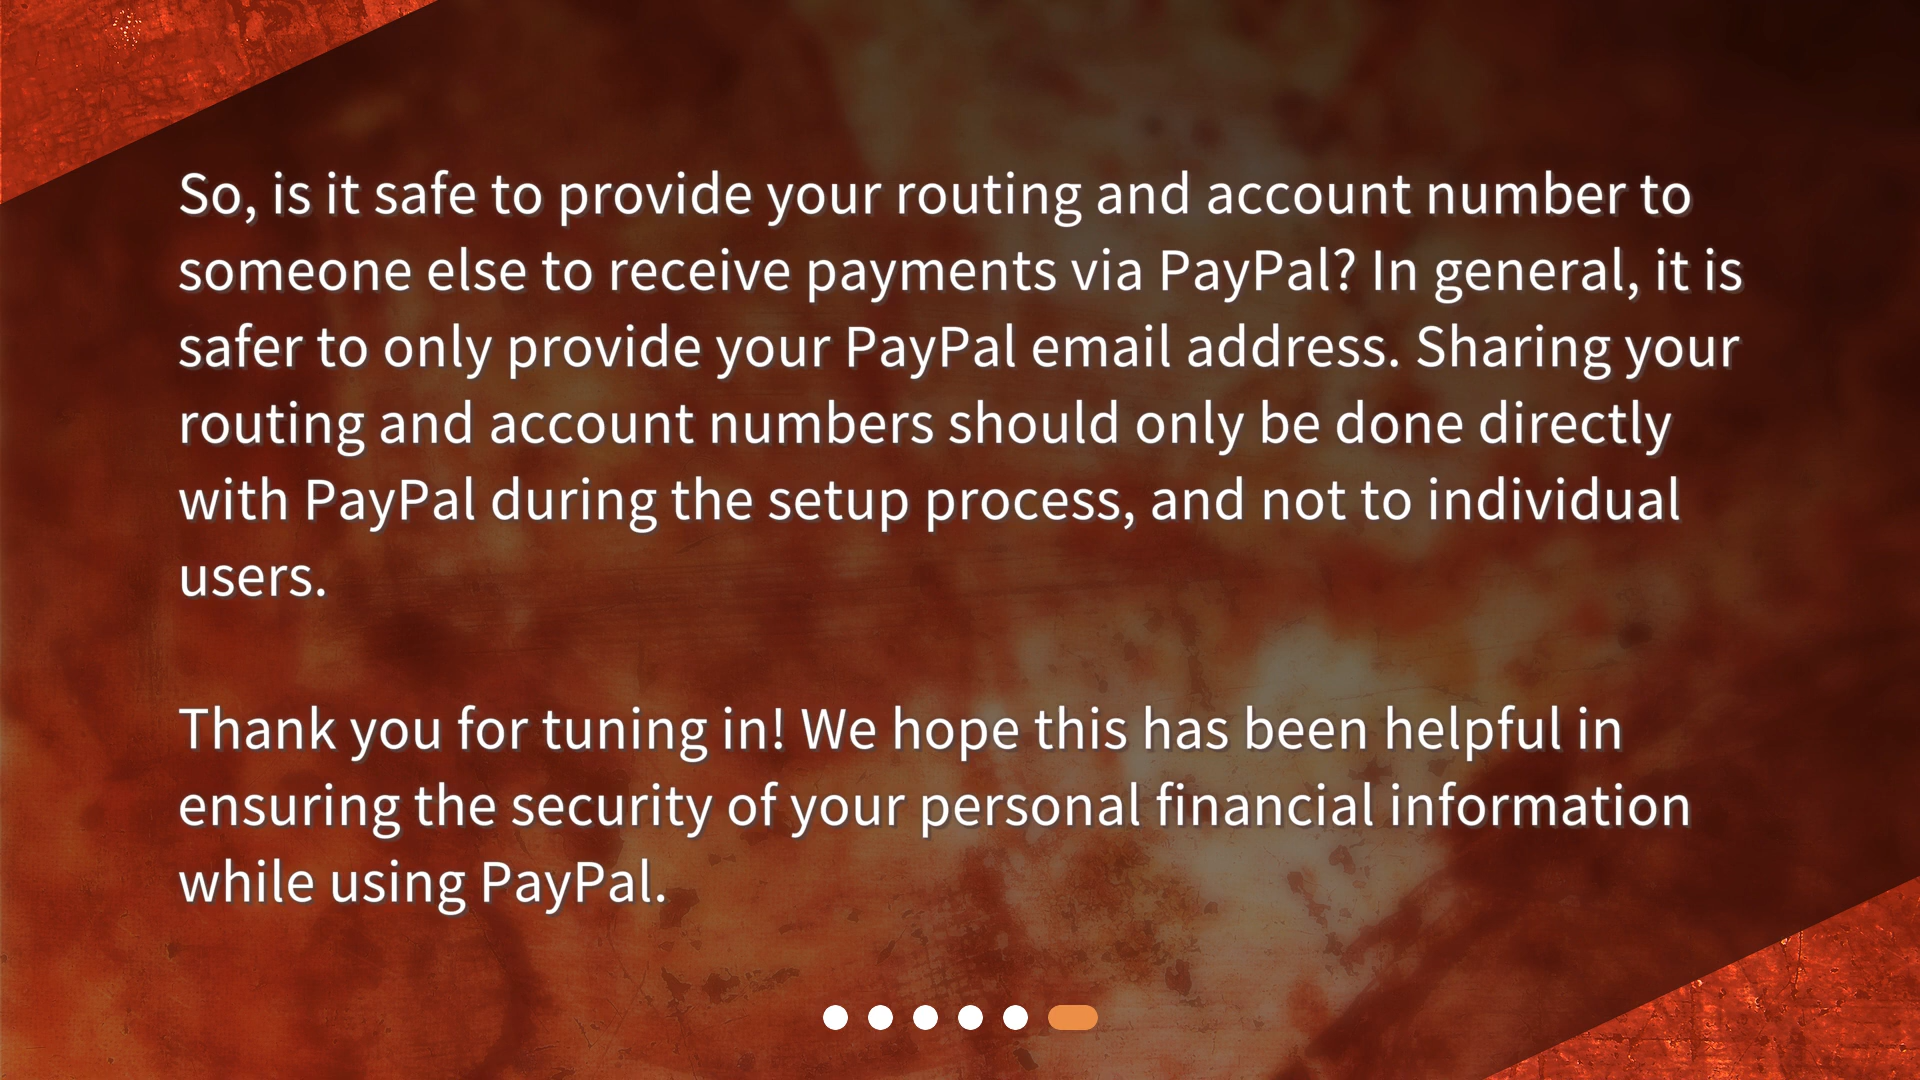 So, is it safe to provide your routing and account number to
someone else to receive payments via PayPal? In general, it is
safer to only provide your PayPal email address. Sharing your
routing and account numbers should only be done directly
with PayPal during the setup process, and not to individual
users.
Thank you for tuning in! We hope this has been helpful in
ensuring the security of your personal financial information
while using PayPal.